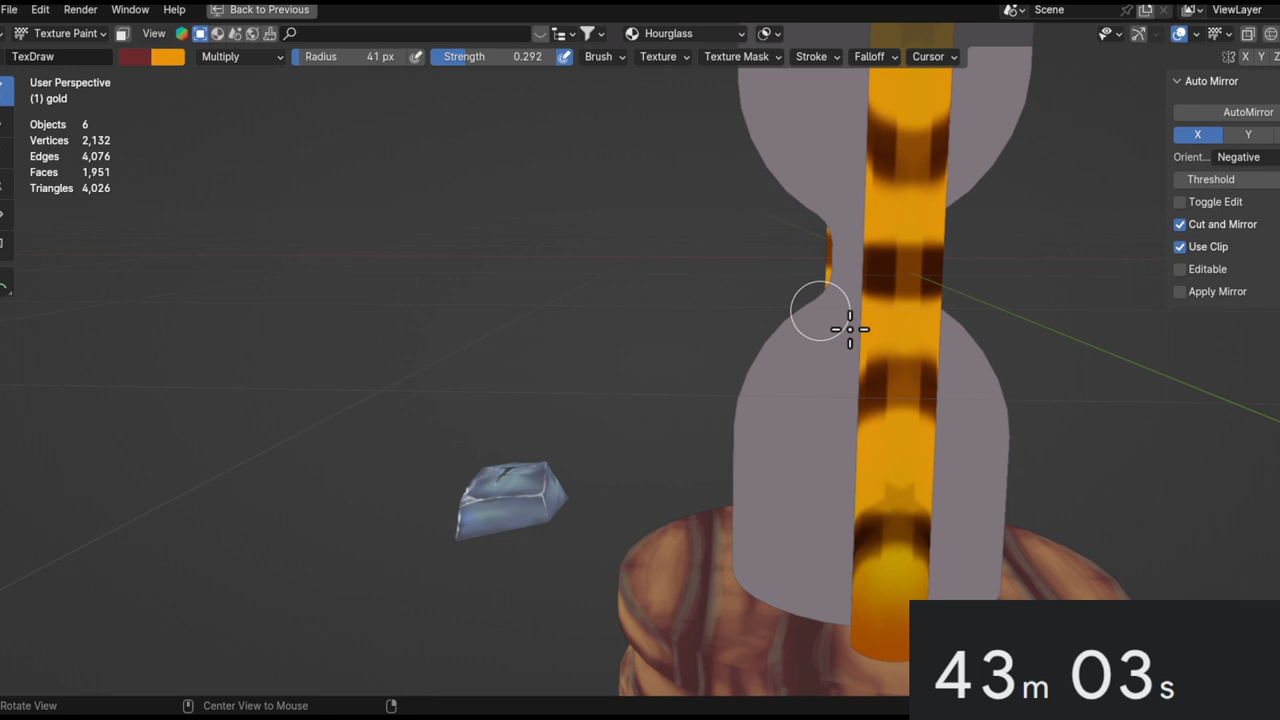 File Edit Render Window Help Back to Previous Scene ViewLayer
Texture Paint View Hourglass
TexDraw Multiply Radius 41 px Strength 0.292 Brush Texture Texture Mask Stroke Falloff Cursor X Y Z
User Perspective
(1) gold
Objects 6
Vertices 2,132
Edges 4,076
Faces 1,951
Triangles 4,026
Auto Mirror
AutoMirror
X Y
Orient... Negative
Threshold
Toggle Edit
Cut and Mirror
Use Clip
Editable
Apply Mirror
43m 03s
Rotate View Center View to Mouse